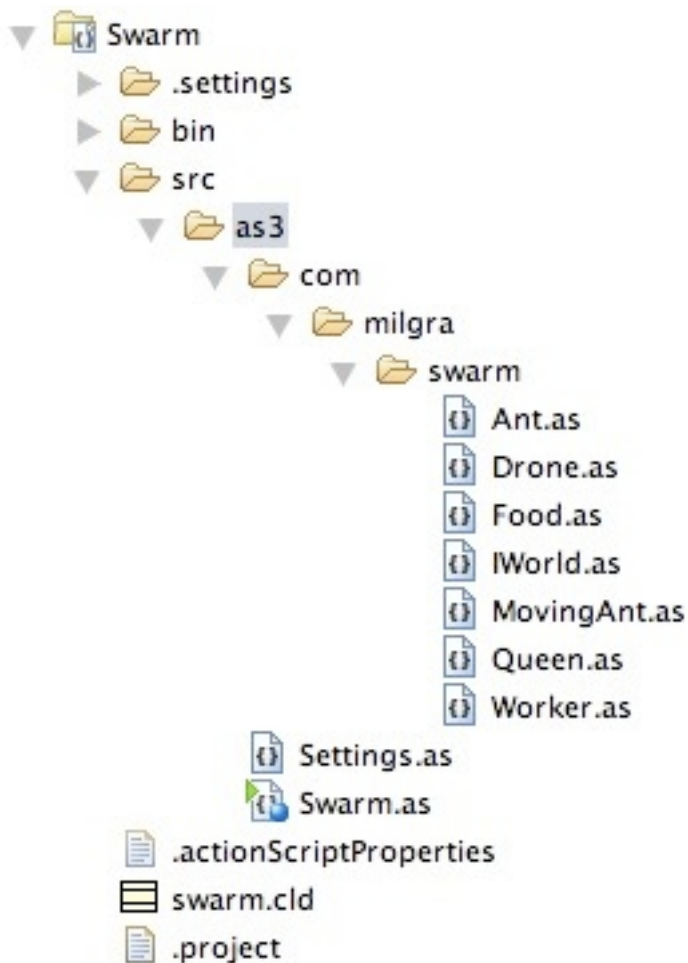 Swarm
.settings
bin
src
as3
com
milgra
swarm
Ant.as
Drone.as
Food.as
IWorld.as
MovingAnt.as
Queen.as
Worker.as
Settings.as
Swarm.as
.actionScriptProperties
swarm.cld
.project